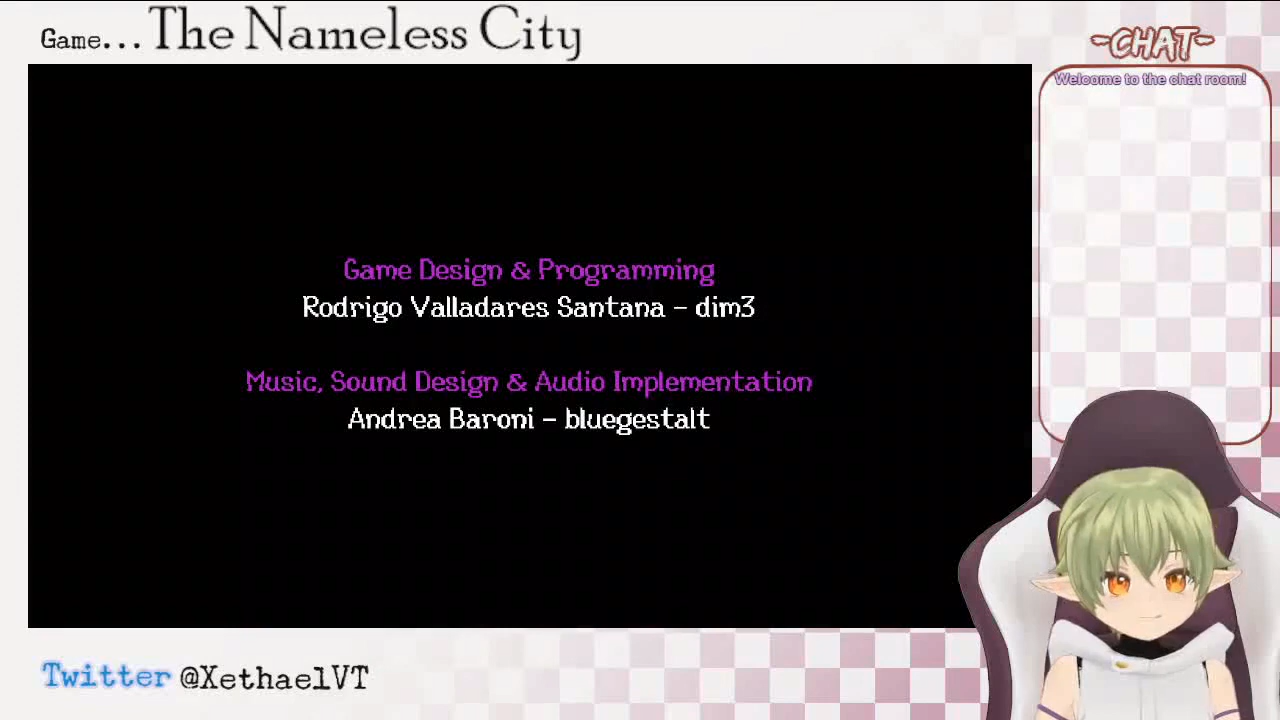 Game... The Nameless City
~CHAT~
Welcome to the chat room!
Game Design & Programming
Rodrigo Valladares Santana - dim3
Music, Sound Design & Audio Implementation
Andrea Baroni - bluegestalt
Twitter @XethaelVT